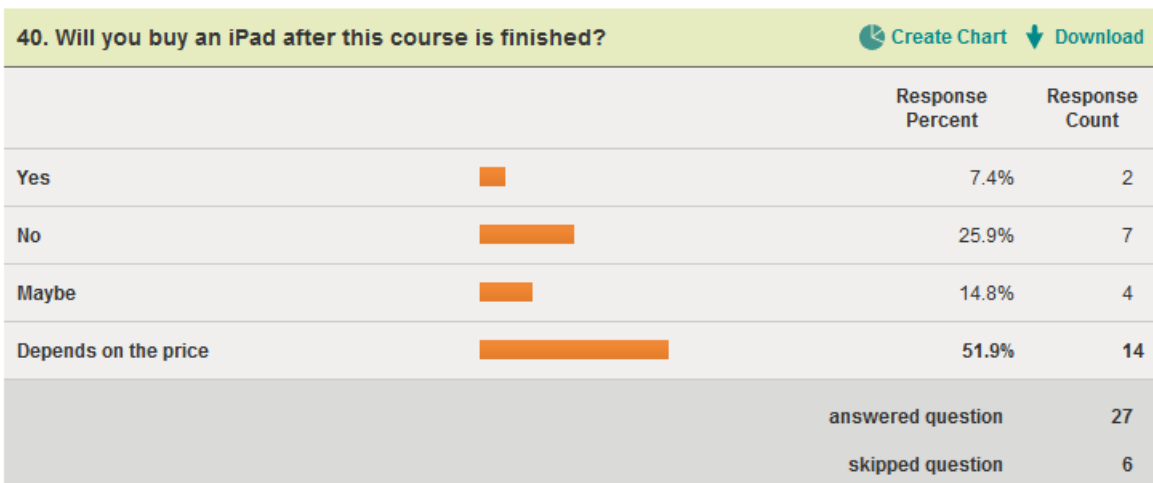 40. Will you buy an iPad after this course is finished? Create Chart Download
Response Percent Response Count
Yes 7.4% 2
No 25.9% 7
Maybe 14.8% 4
Depends on the price 51.9% 14
answered question 27
skipped question 6